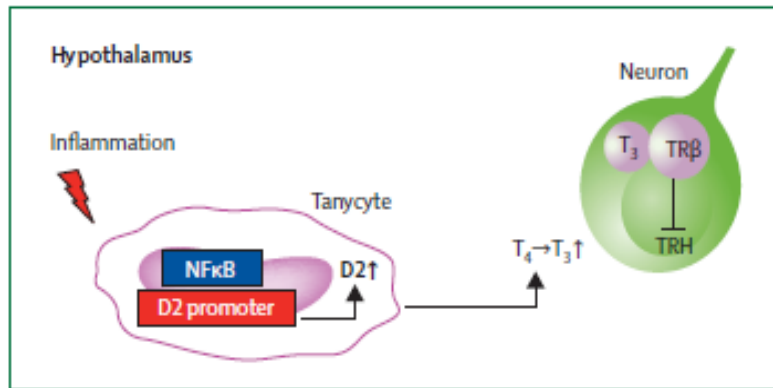 Hypothalamus
Neuron
Inflammation
T₃ TRβ
Tanycyte
NFκB
D2↑
T₄→T₃↑
TRH
D2 promoter